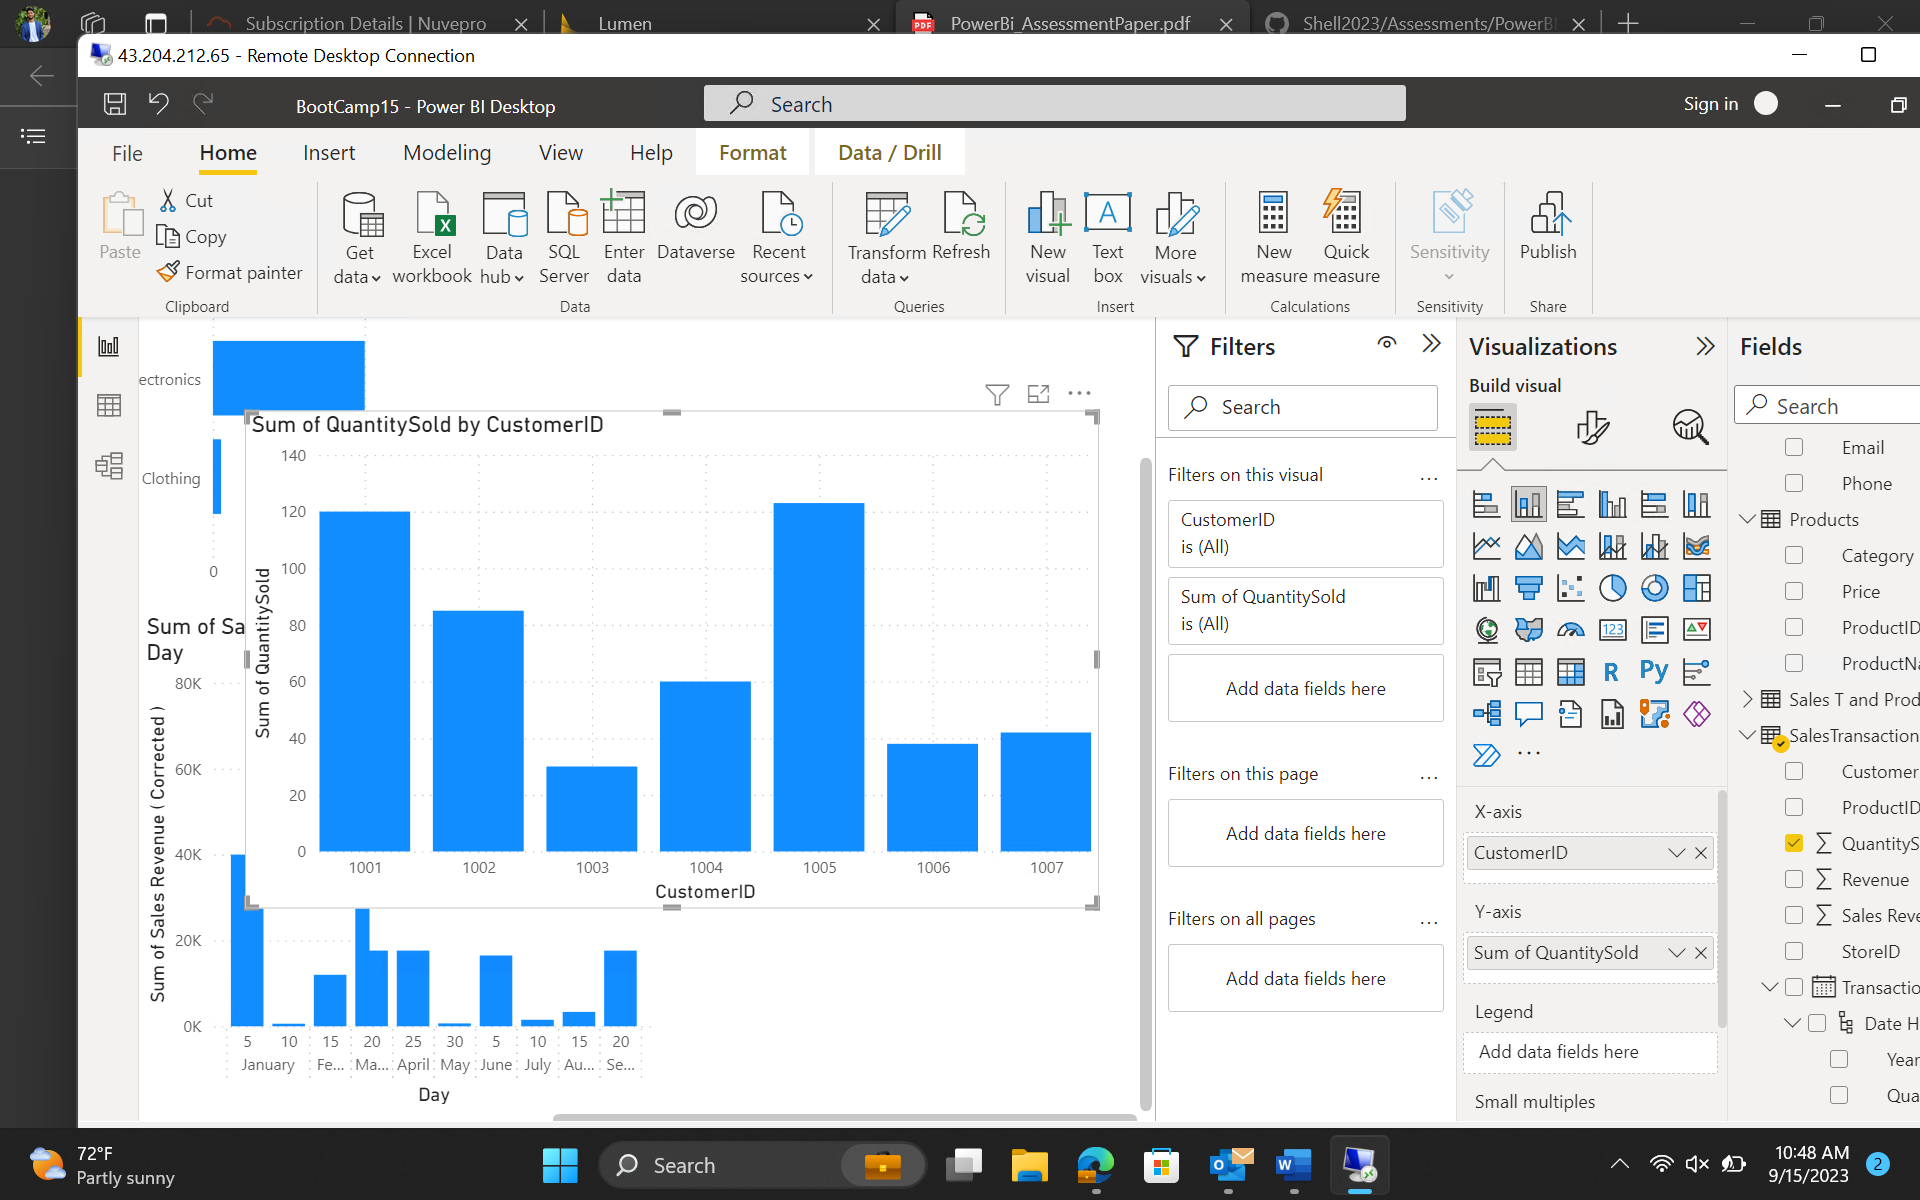 Subscription Details | Nuvepro
Lumen
PDF
PowerBi_AssessmentPaper.pdf
Shell2023/Assessments/PowerBI
43.204.212.65 - Remote Desktop Connection
BootCamp15 - Power BI Desktop
Search
Sign in
File
Home
Insert
Modeling
View
Help
Format
Data / Drill
Paste
Cut
Copy
Format painter
Clipboard
Get
data
Excel
workbook
Data
hub
SQL
Server
Enter
data
Dataverse
Recent
sources
Data
Transform
data
Refresh
Queries
New
visual
Text
box
More
visuals
Insert
New
measure
Quick
measure
Calculations
Sensitivity
Sensitivity
Publish
Share
ectronics
Clothing
0
Sum of QuantitySold by CustomerID
140
120
100
80
60
40
20
0
Sum of QuantitySold
1001 1002 1003 1004 1005 1006 1007
CustomerID
Sum of Sa
Day
80K
60K
40K
20K
0K
Sum of Sales Revenue ( Corrected )
5 10 15 20 25 30 5 10 15 20
January Fe... Ma... April May June July Au... Se...
Day
Filters
Search
Filters on this visual
...
CustomerID
is (All)
Sum of QuantitySold
is (All)
Add data fields here
Filters on this page
...
Add data fields here
Filters on all pages
...
Add data fields here
Visualizations
Build visual
123
R
Py
...
X-axis
CustomerID
Y-axis
Sum of QuantitySold
Legend
Add data fields here
Small multiples
Fields
Search
Email
Phone
Products
Category
Price
ProductID
ProductNa
Sales T and Prod
SalesTransaction
Customer
ProductID
QuantityS
Revenue
Sales Reve
StoreID
Transactio
Date H
Year
Qua
72°F
Partly sunny
Search
10:48 AM
9/15/2023
2